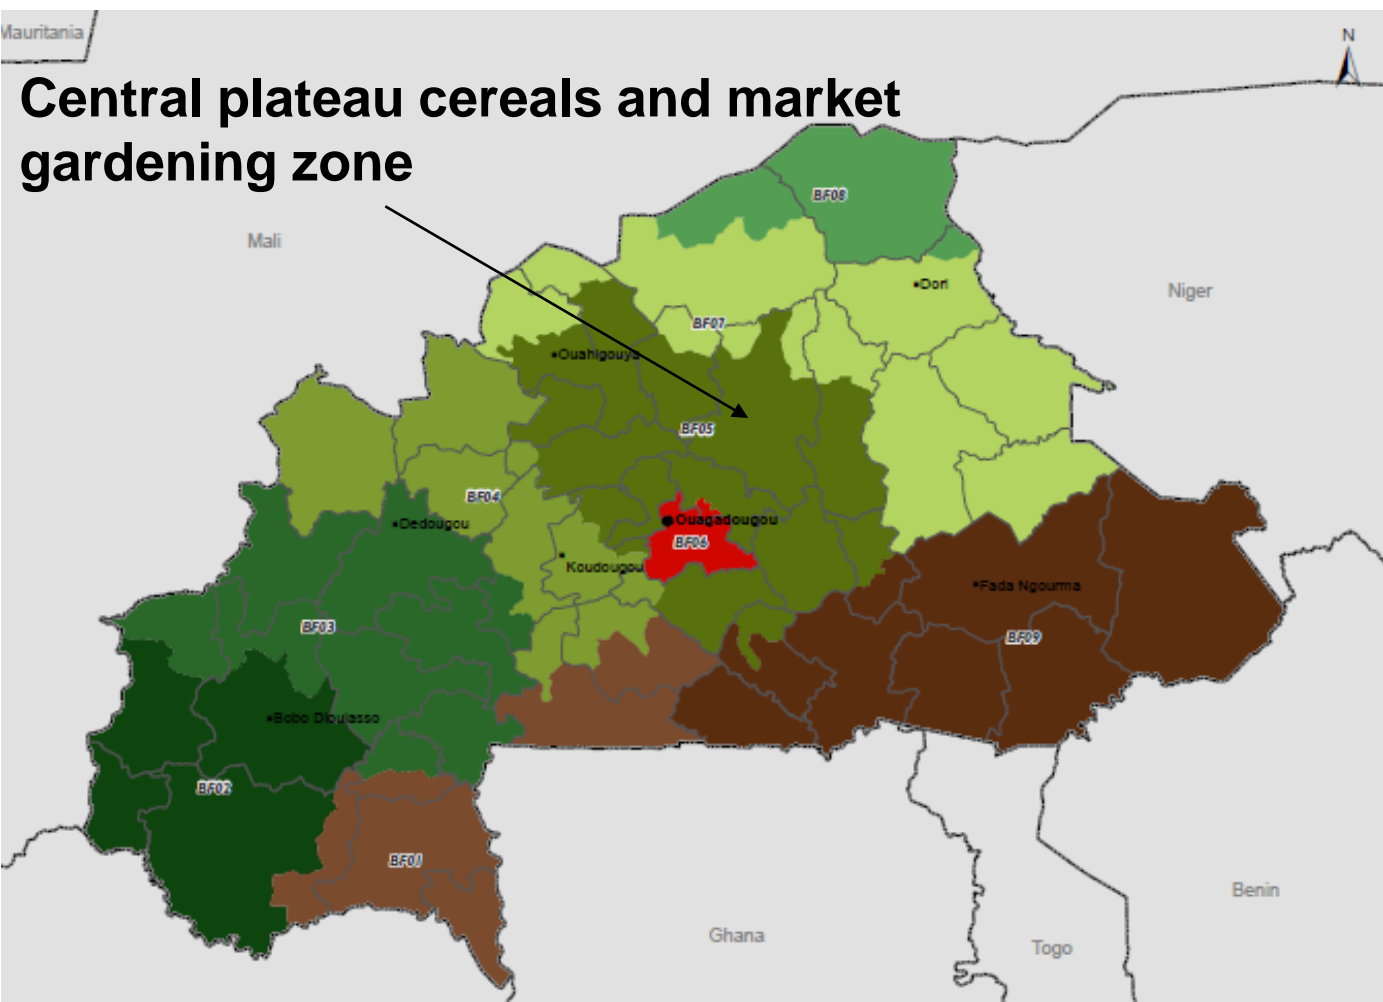 Mauritania
N
Central plateau cereals and market
gardening zone
BF08
Mali
Dori
Niger
BF07
Ouahigouya
BF05
BF04
Dedougou
Ouagadougou
BF06
Koudougou
Fada Ngourma
BF03
BF09
Bobo Dioulasso
BF02
BF01
Benin
Ghana
Togo